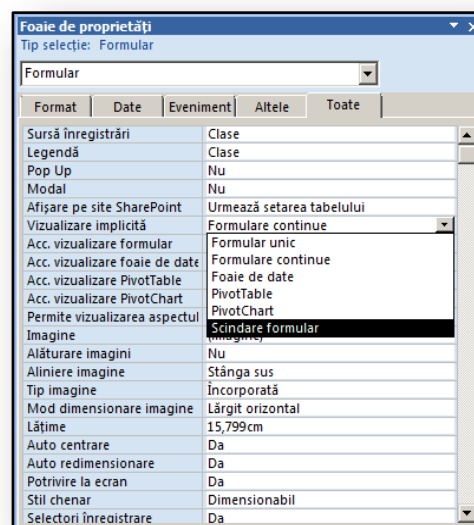 Foaie de proprietăți
Tip selecție: Formular
Formular
Format Date Eveniment Altele Toate
Sursă înregistrări Clase
Legendă Clase
Pop Up Nu
Modal Nu
Afișare pe site SharePoint Urmează setarea tabelului
Vizualizare implicită Formulare continue
Acc. vizualizare formular Formular unic
Acc. vizualizare foaie de date Formulare continue
Acc. vizualizare PivotTable Foaie de date
Acc. vizualizare PivotChart PivotTable
Permite vizualizarea aspectul PivotChart
Imagine Scindare formular
Alăturare imagini Nu
Aliniere imagine Stânga sus
Tip imagine Încorporată
Mod dimensionare imagine Lărgit orizontal
Lățime 15,799cm
Auto centrare Da
Auto redimensionare Da
Potrivire la ecran Da
Stil chenar Dimensionabil
Selectori înregistrare Da